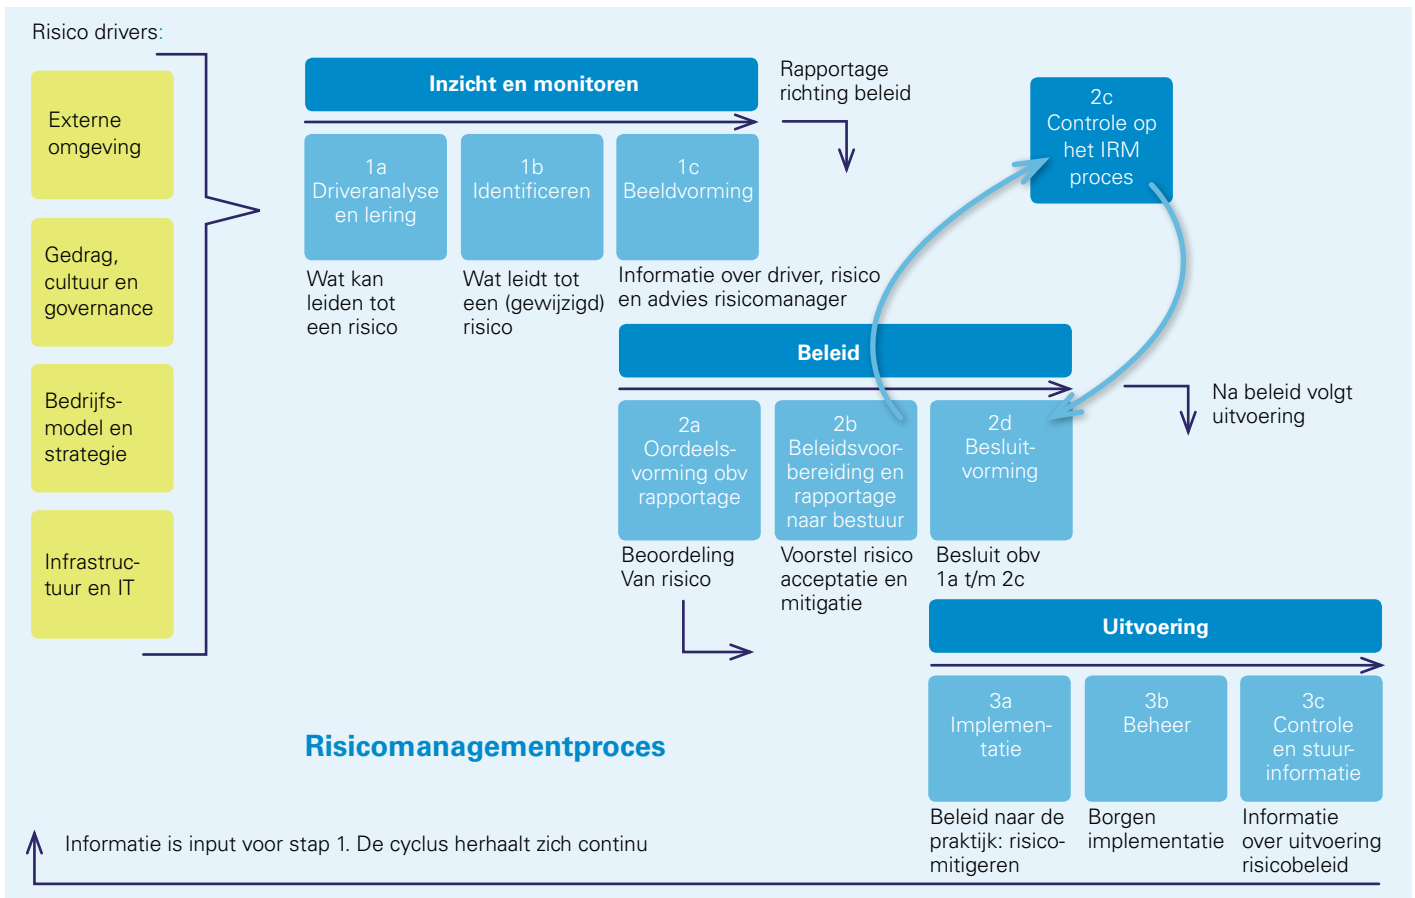 Risico drivers:
Externe
omgeving
Gedrag,
cultuur en
governance
Bedrijfs-
model en
strategie
Infrastruc-
tuur en IT
Inzicht en monitoren
1a
Driveranalyse
en lering
1b
Identificeren
1c
Beeldvorming
Wat kan
leiden tot
een risico
Wat leidt tot
een (gewijzigd)
risico
Informatie over driver, risico
en advies risicomanager
Rapportage
richting beleid
2c
Controle op
het IRM
proces
Beleid
2a
Oordeels-
vorming obv
rapportage
2b
Beleidsvoor-
bereiding en
rapportage
naar bestuur
2d
Besluit-
vorming
Beoordeling
Van risico
Voorstel risico
acceptatie en
mitigatie
Besluit obv
1a t/m 2c
Na beleid volgt
uitvoering
Uitvoering
3a
Implemen-
tatie
3b
Beheer
3c
Controle
en stuur-
informatie
Beleid naar de
praktijk: risico-
mitigeren
Borgen
implementatie
Informatie
over uitvoering
risicobeleid
Risicomanagementproces
Informatie is input voor stap 1. De cyclus herhaalt zich continu